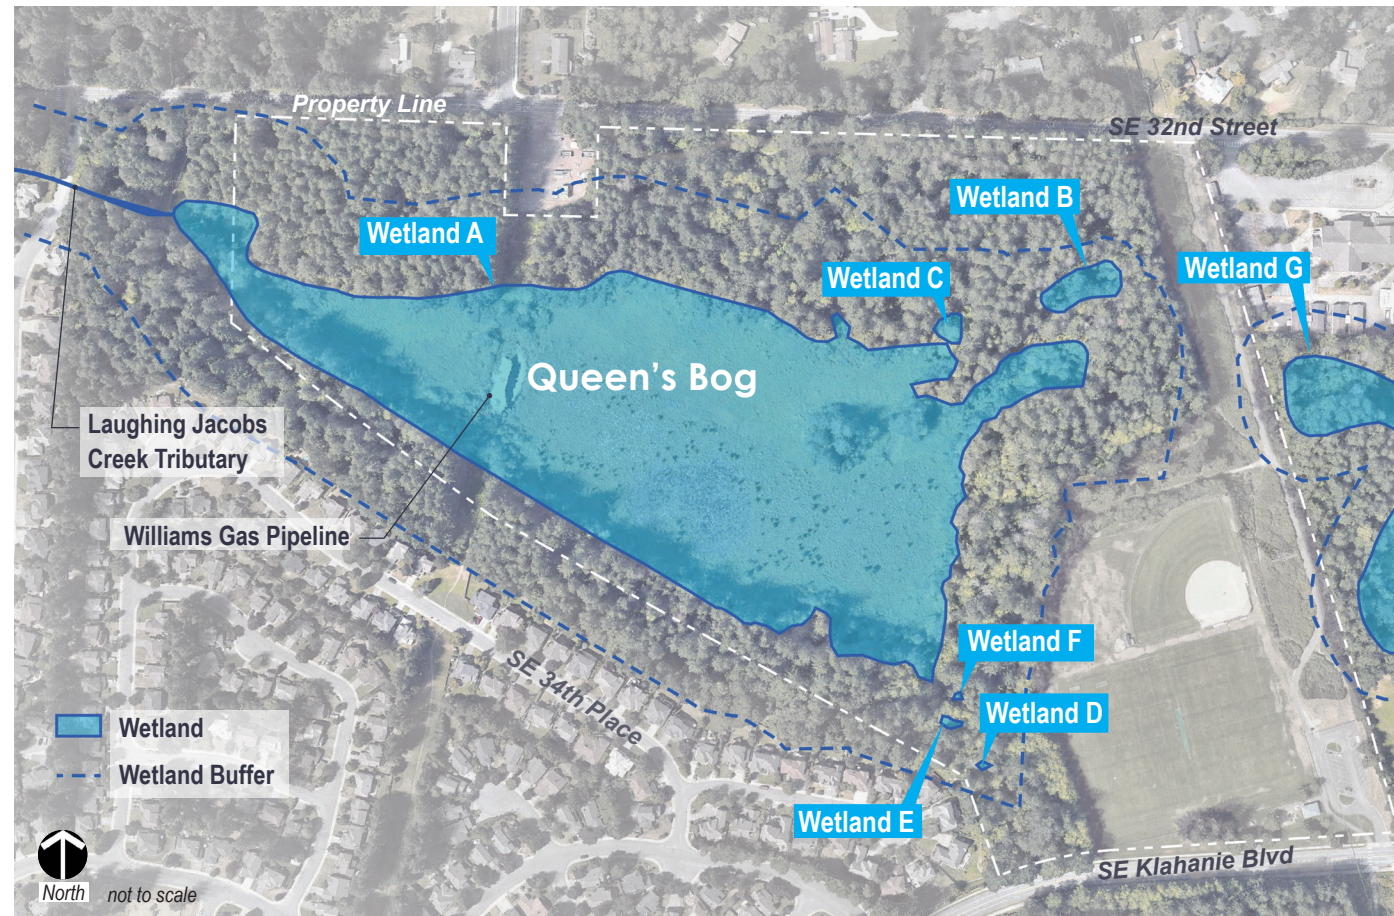 Property Line
SE 32nd Street
Wetland B
Wetland A
Wetland G
Wetland C
Queen's Bog
Laughing Jacobs
Creek Tributary
Williams Gas Pipeline
Wetland F
SE 34th Place
Wetland D
Wetland
Wetland Buffer
Wetland E
SE Klahanie Blvd
North
not to scale